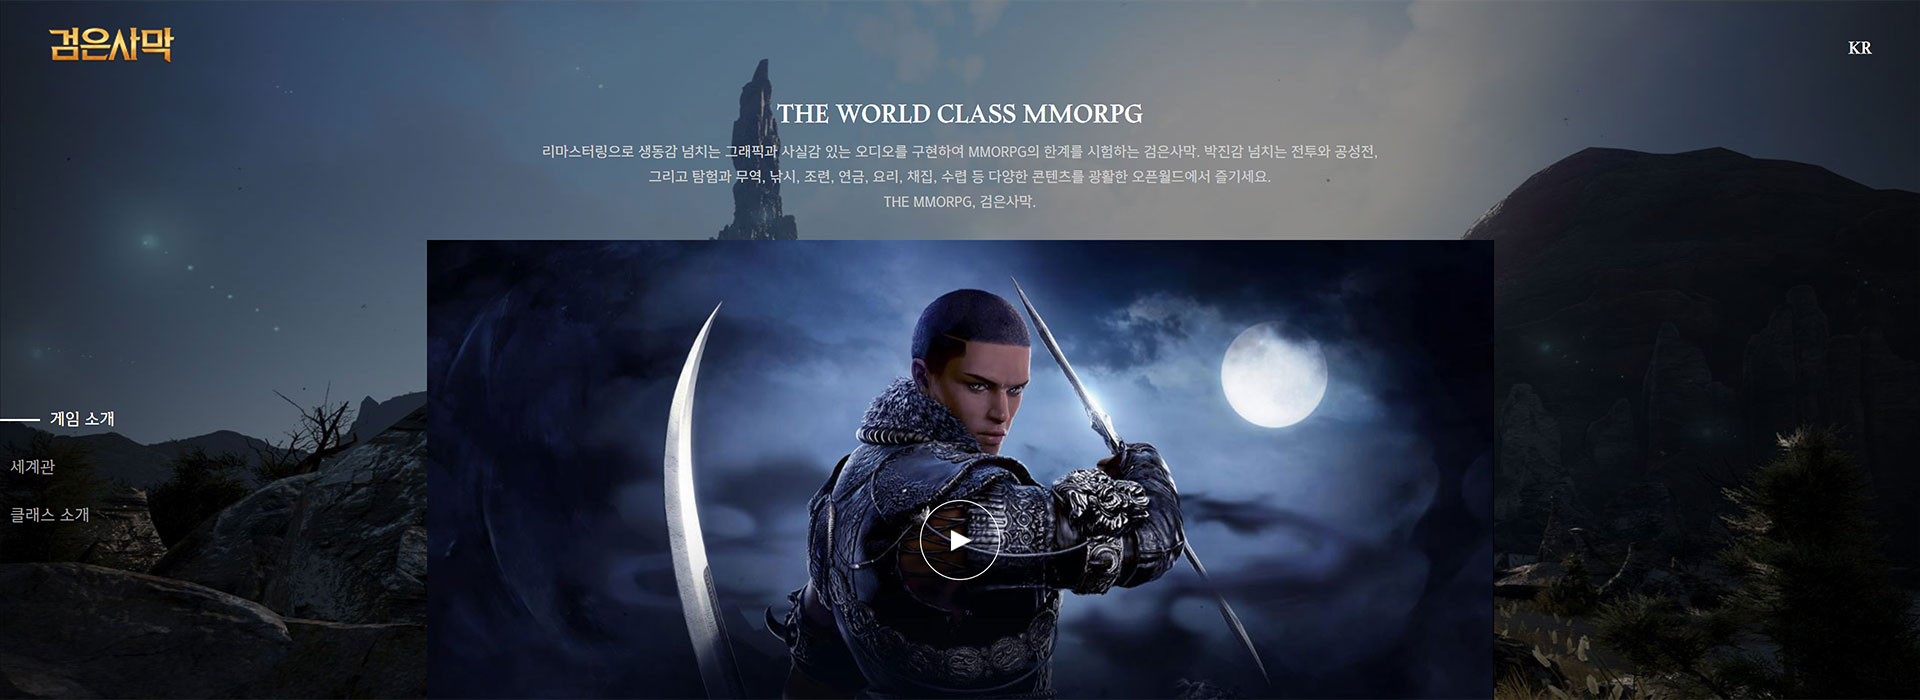 검은사막
KR
THE WORLD CLASS MMORPG
리마스터링으로 생동감 넘치는 그래픽과 사실감 있는 오디오를 구현하여 MMORPG의 한계를 시험하는 검은사막. 박진감 넘치는 전투와 공성전,
그리고 탐험과 무역, 낚시, 조련, 연금, 요리, 채집, 수렵 등 다양한 콘텐츠를 광활한 오픈월드에서 즐기세요.
THE MMORPG, 검은사막.
게임 소개
세계관
클래스 소개